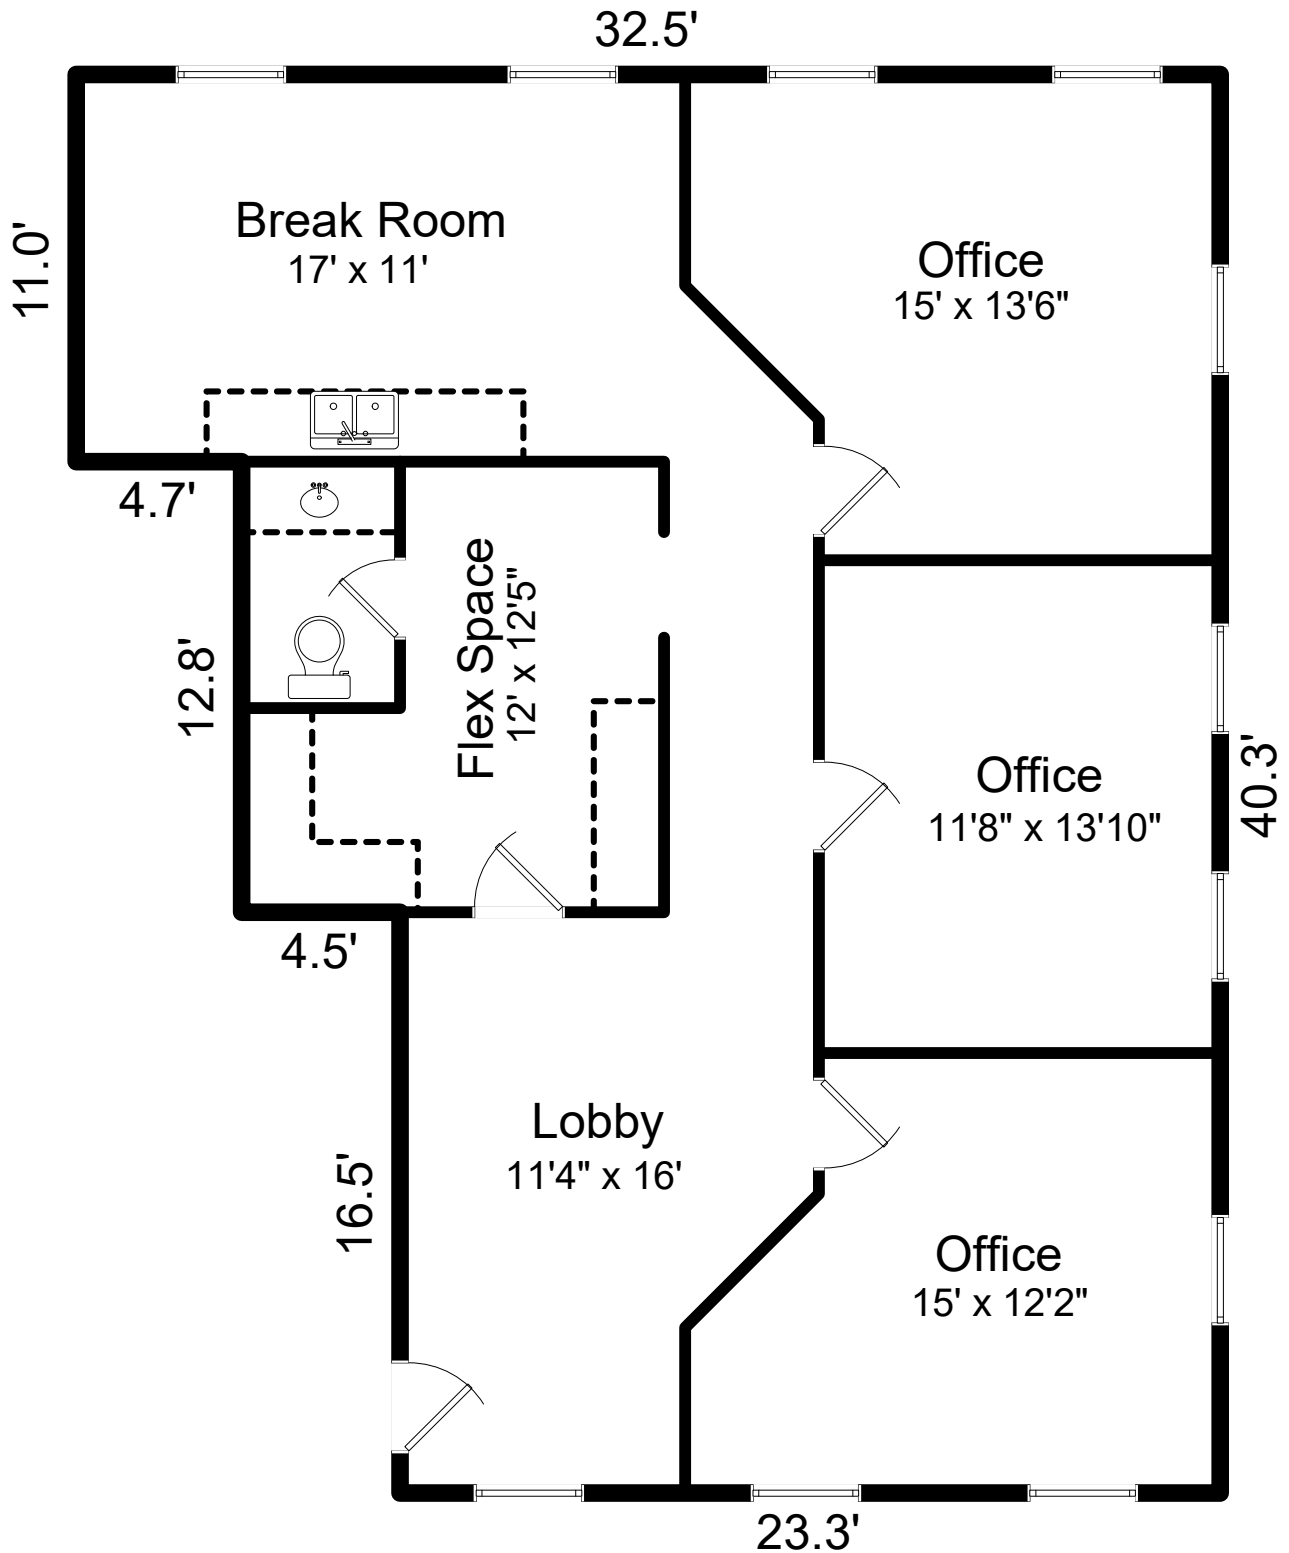 32.5'
Break Room
17' x 11'
11.0'
Office
15' x 13'6"
4.7'
Flex Space
12' x 12'5"
12.8'
Office
11'8" x 13'10"
40.3'
4.5'
Lobby
11'4" x 16'
16.5'
Office
15' x 12'2"
23.3'